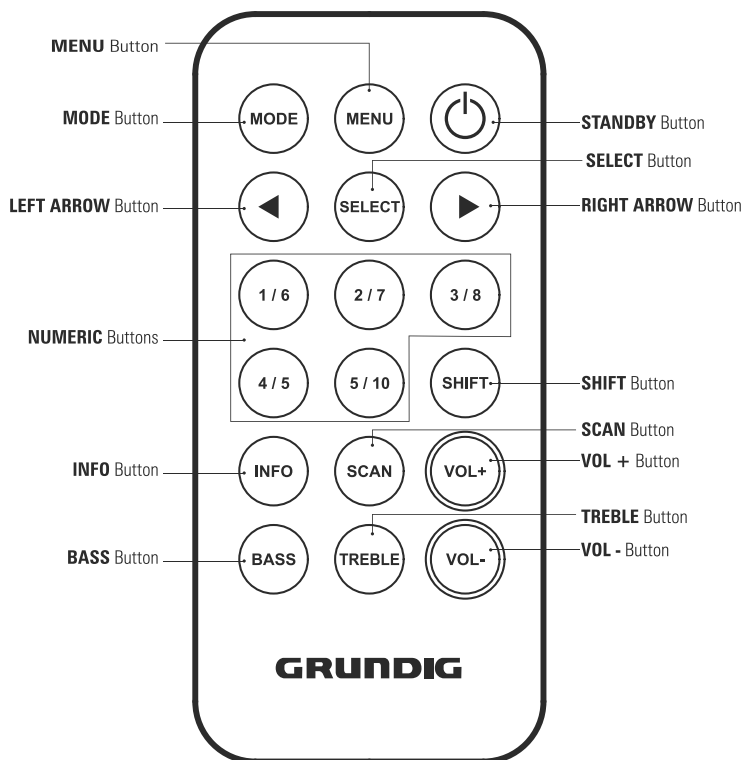 MENU Button
MODE Button
LEFT ARROW Button
NUMERIC Buttons
INFO Button
BASS Button
MODE MENU
SELECT
1 / 6 2 / 7 3 / 8
4 / 5 5 / 10 SHIFT
INFO SCAN VOL+
BASS TREBLE VOL-
GRUNDIG
STANDBY Button
SELECT Button
RIGHT ARROW Button
SHIFT Button
SCAN Button
VOL + Button
TREBLE Button
VOL - Button